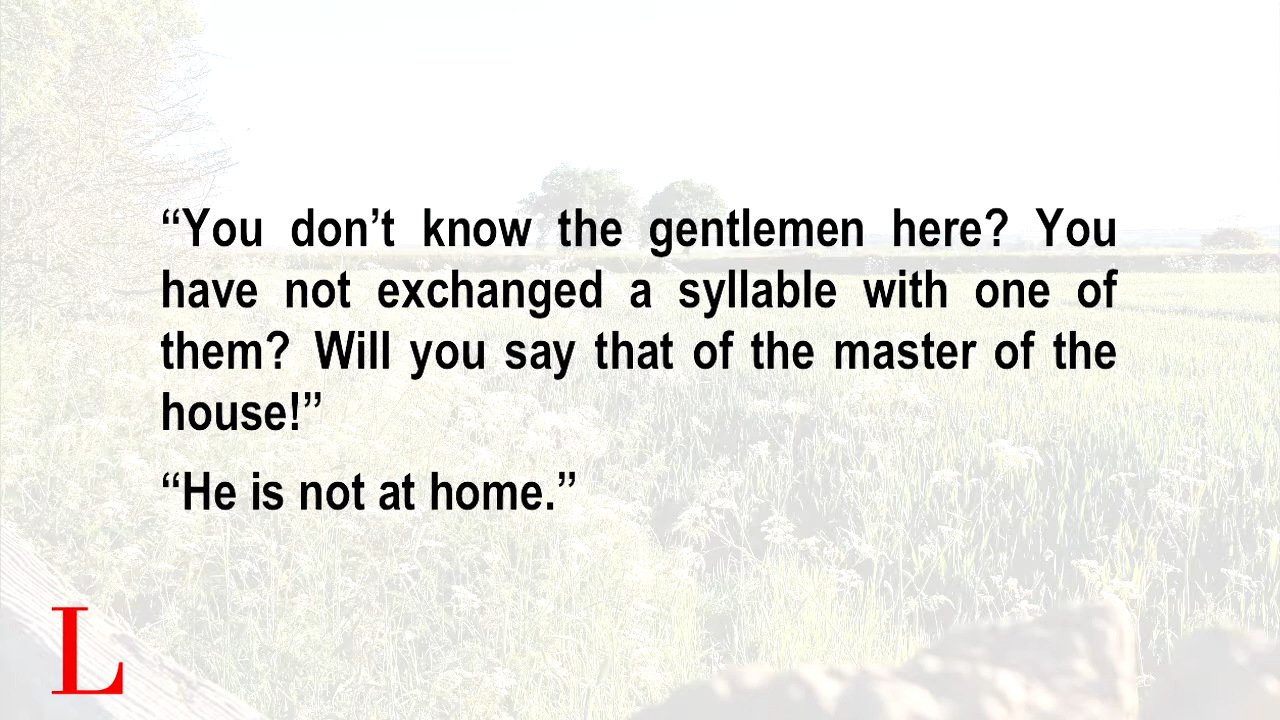 “You don’t know the gentlemen here? You
have not exchanged a syllable with one of
them? Will you say that of the master of the
house!”
“He is not at home.”
L